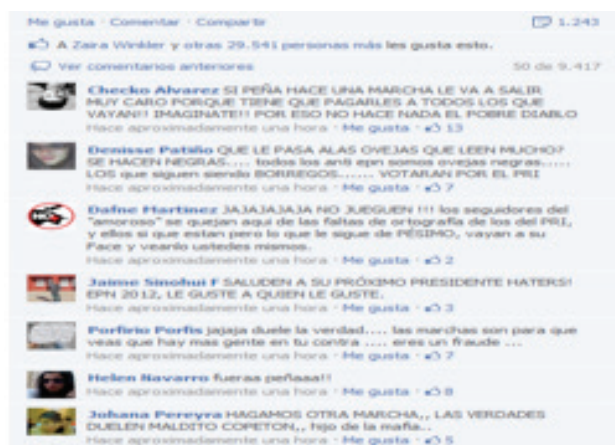 Me gusta · Comentar · Compartir 1.243
A Zaira Winkler y otras 29.541 personas más les gusta esto.
Ver comentarios anteriores 50 de 9.417
Checko Alvarez SI PEÑA HACE UNA MARCHA LE VA A SALIR
MUY CARO PORQUE TIENE QUE PAGARLES A TODOS LOS QUE
VAYAN!! IMAGINATE!! POR ESO NO HACE NADA EL POBRE DIABLO
Hace aproximadamente una hora · Me gusta · 13
Denisse Patiño QUE LE PASA ALAS OVEJAS QUE LEEN MUCHO?
SE HACEN NEGRAS.... todos los anti epn somos ovejas negras.....
LOS que siguen siendo BORREGOS...... VOTARAN POR EL PRI
Hace aproximadamente una hora · Me gusta · 7
Dafne Martinez JAJAJAJAJA NO JUEGUEN !!! los seguidores del
"amoroso" se quejan aqui de las faltas de ortografía de los del PRI,
y ellos si que estan pero lo que le sigue de PÉSIMO, vayan a su
Face y veanlo ustedes mismos.
Hace aproximadamente una hora · Me gusta · 2
Jaime Sinohui F SALUDEN A SU PRÓXIMO PRESIDENTE HATERS!
EPN 2012, LE GUSTE A QUIEN LE GUSTE.
Hace aproximadamente una hora · Me gusta · 3
Porfirio Porfis jajaja duele la verdad.... las marchas son para que
veas que hay mas gente en tu contra .... eres un fraude ...
Hace aproximadamente una hora · Me gusta · 7
Helen Navarro fueraa peñaaa!!
Hace aproximadamente una hora · Me gusta · 8
Johana Pereyra HAGAMOS OTRA MARCHA,, LAS VERDADES
DUELEN MALDITO COPETON,, hijo de la mafia..
Hace aproximadamente una hora · Me gusta · 5